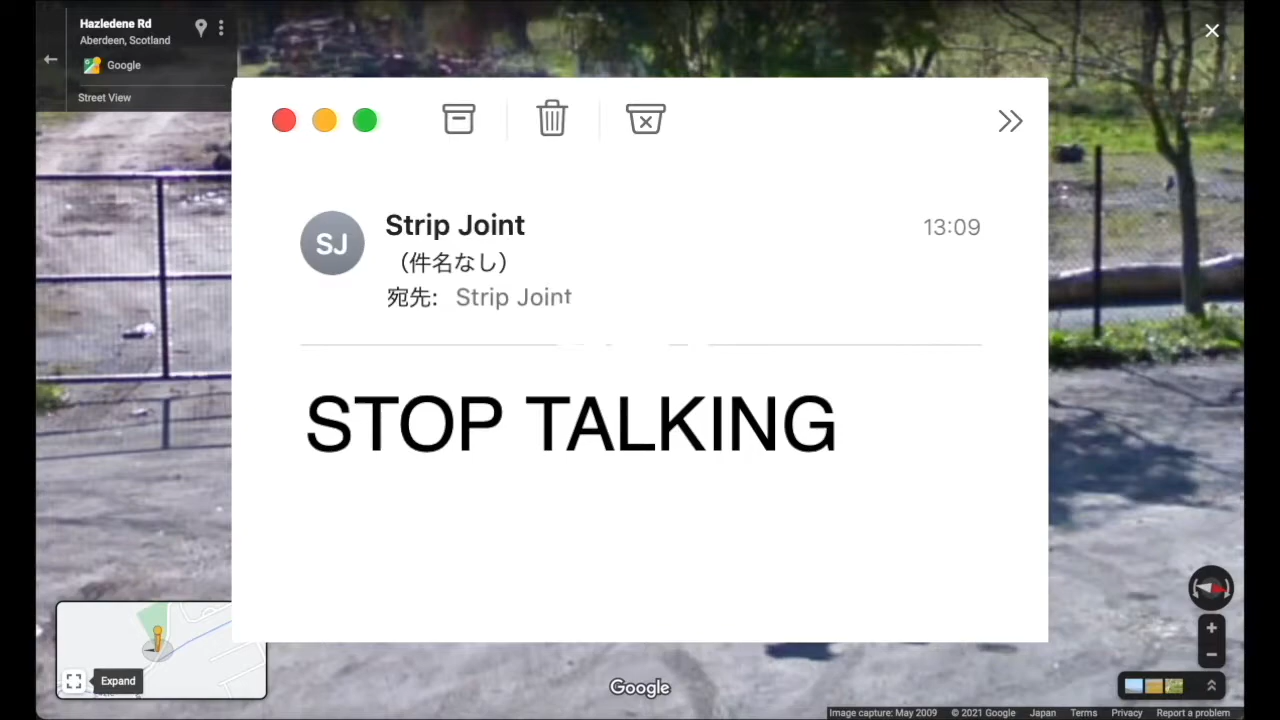 Hazledene Rd
Aberdeen, Scotland
Google
Street View
SJ
Strip Joint
13:09
（件名なし）
宛先: Strip Joint
STOP TALKING
Expand
Google
Image capture: May 2009 © 2021 Google Japan Terms Privacy Report a problem